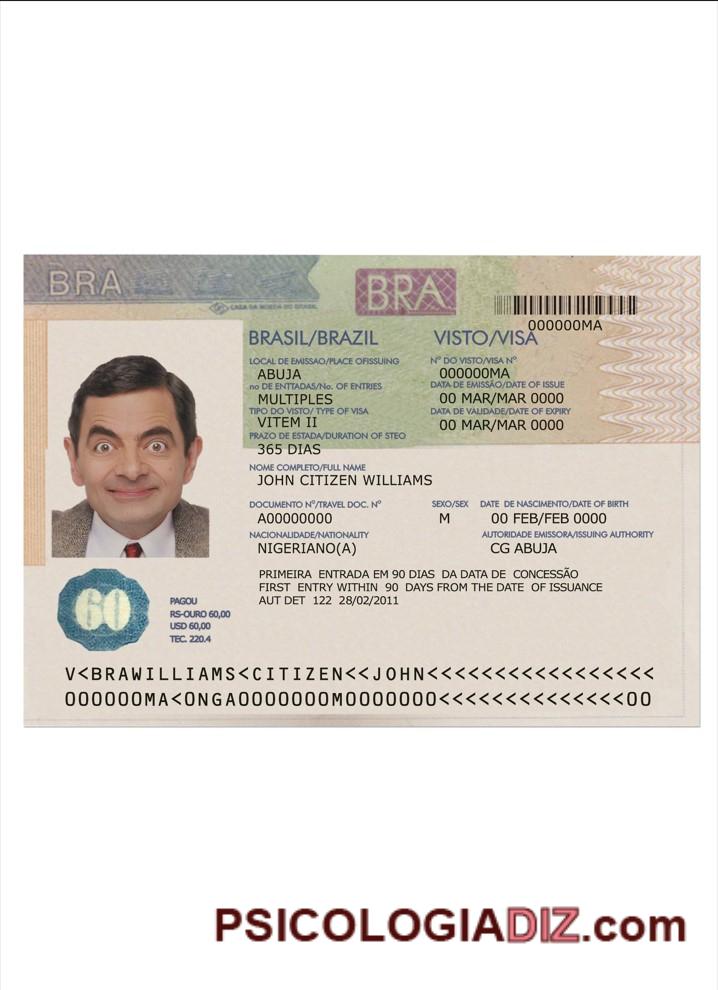 BRA
CASA DA MOEDA DO BRASIL
BRA
000000MA
BRASIL/BRAZIL
VISTO/VISA
LOCAL DE EMISSAO/PLACE OFISSUING
Nº DO VISTO/VISA Nº
ABUJA
000000MA
no DE ENTTADAS/No. OF ENTRIES
DATA DE EMISSÃO/DATE OF ISSUE
MULTIPLES
00 MAR/MAR 0000
TIPO DO VISTO/ TYPE OF VISA
DATA DE VALIDADE/DATE OF EXPIRY
VITEM II
00 MAR/MAR 0000
PRAZO DE ESTADA/DURATION OF STEO
365 DIAS
NOME COMPLETO/FULL NAME
JOHN CITIZEN WILLIAMS
DOCUMENTO Nº/TRAVEL DOC. Nº
SEXO/SEX
DATE DE NASCIMENTO/DATE OF BIRTH
A00000000
M
00 FEB/FEB 0000
NACIONALIDADE/NATIONALITY
AUTORIDADE EMISSORA/ISSUING AUTHORITY
NIGERIANO(A)
CG ABUJA
PRIMEIRA ENTRADA EM 90 DIAS DA DATA DE CONCESSÃO
FIRST ENTRY WITHIN 90 DAYS FROM THE DATE OF ISSUANCE
AUT DET 122 28/02/2011
60
PAGOU
RS-OURO 60,00
USD 60,00
TEC. 220.4
V<BRAWILLIAMS<CITIZEN<<JOHN<<<<<<<<<<<<<<<<<
000000MA<0NGA0000000M0000000<<<<<<<<<<<<<<00
PSICOLOGIADIZ.com